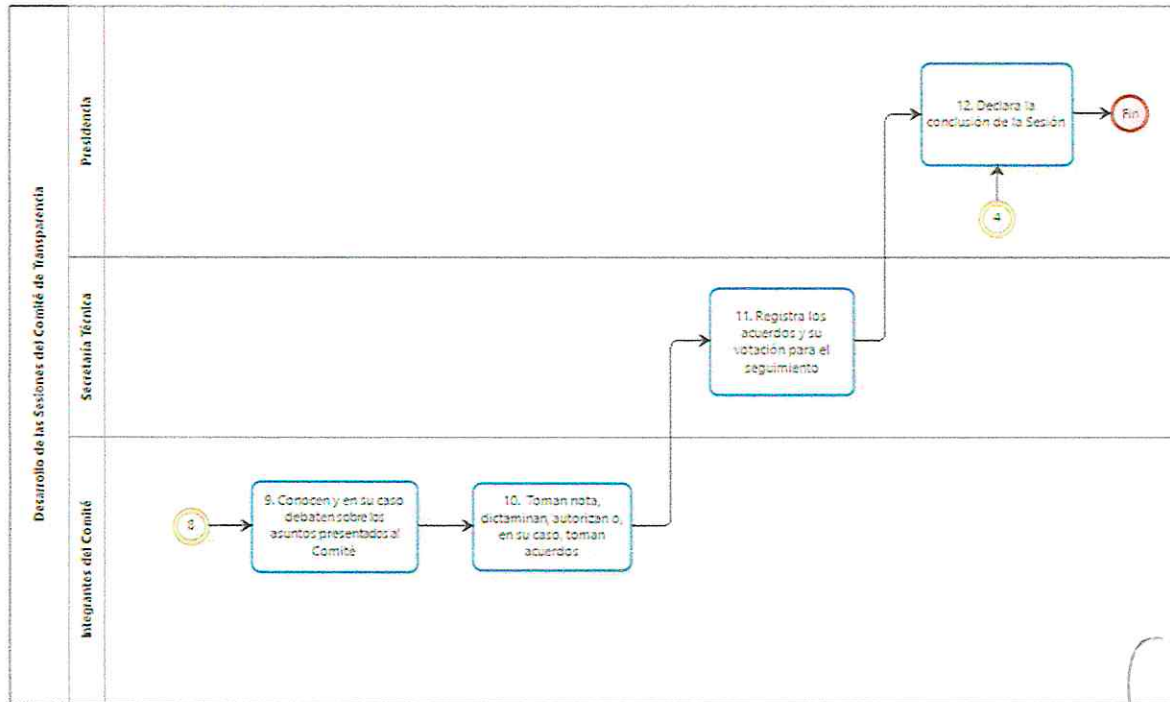 Desarrollo de las Sesiones del Comité de Transparencia
Presidencia
12. Declara la
conclusión de la Sesión
Fin
4
Secretaría Técnica
11. Registra los
acuerdos y su
votación para el
seguimiento
Integrantes del Comité
9. Conocen y en su caso
debaten sobre los
asuntos presentados al
Comité
10. Toman nota,
dictaminan, autorizan o,
en su caso, toman
acuerdos